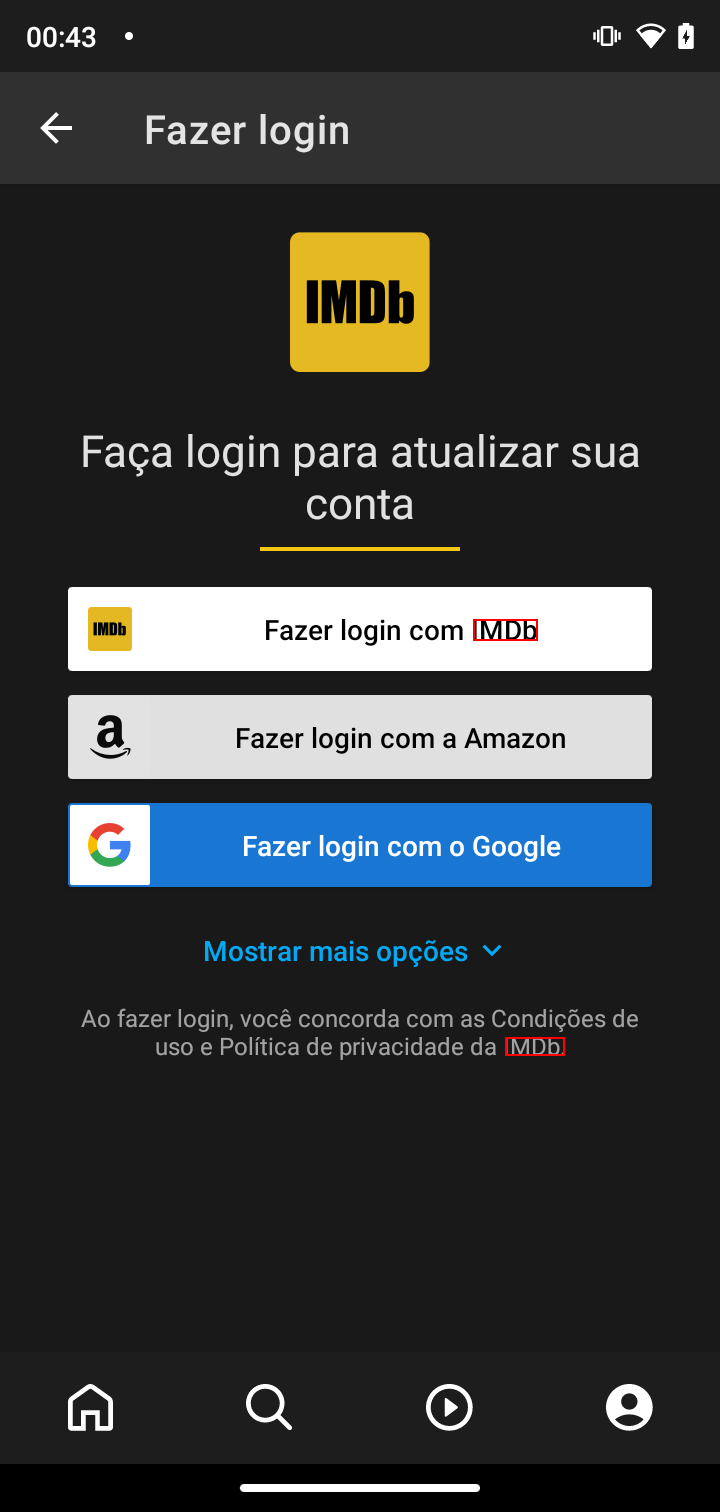 00:43
Fazer login
IMDb
Faça login para atualizar sua
conta
IMDb
Fazer login com IMDb
Fazer login com a Amazon
Fazer login com o Google
Mostrar mais opções
Ao fazer login, você concorda com as Condições de
uso e Política de privacidade da IMDb.